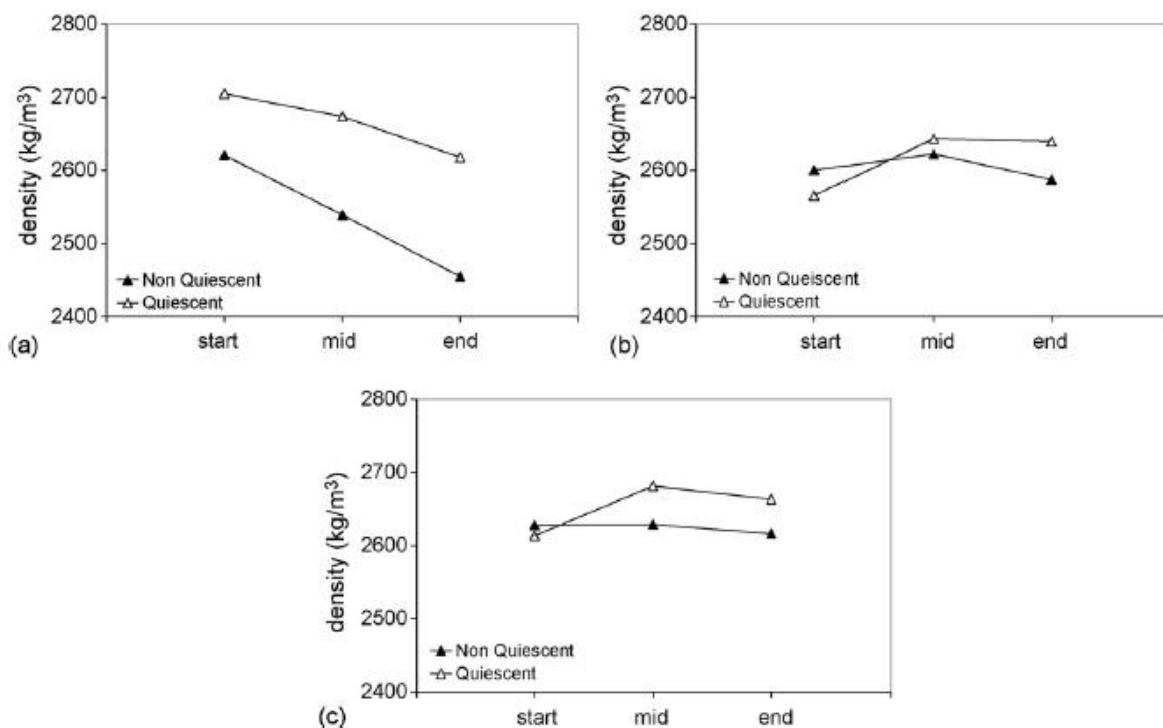 2800
2700
2600
2500
2400
density (kg/m³)
Non Quiescent
Quiescent
start mid end
(a)
2800
2700
2600
2500
2400
density (kg/m³)
Non Queiscent
Quiescent
start mid end
(b)
2800
2700
2600
2500
2400
density (kg/m³)
Non Quiescent
Quiescent
start mid end
(c)